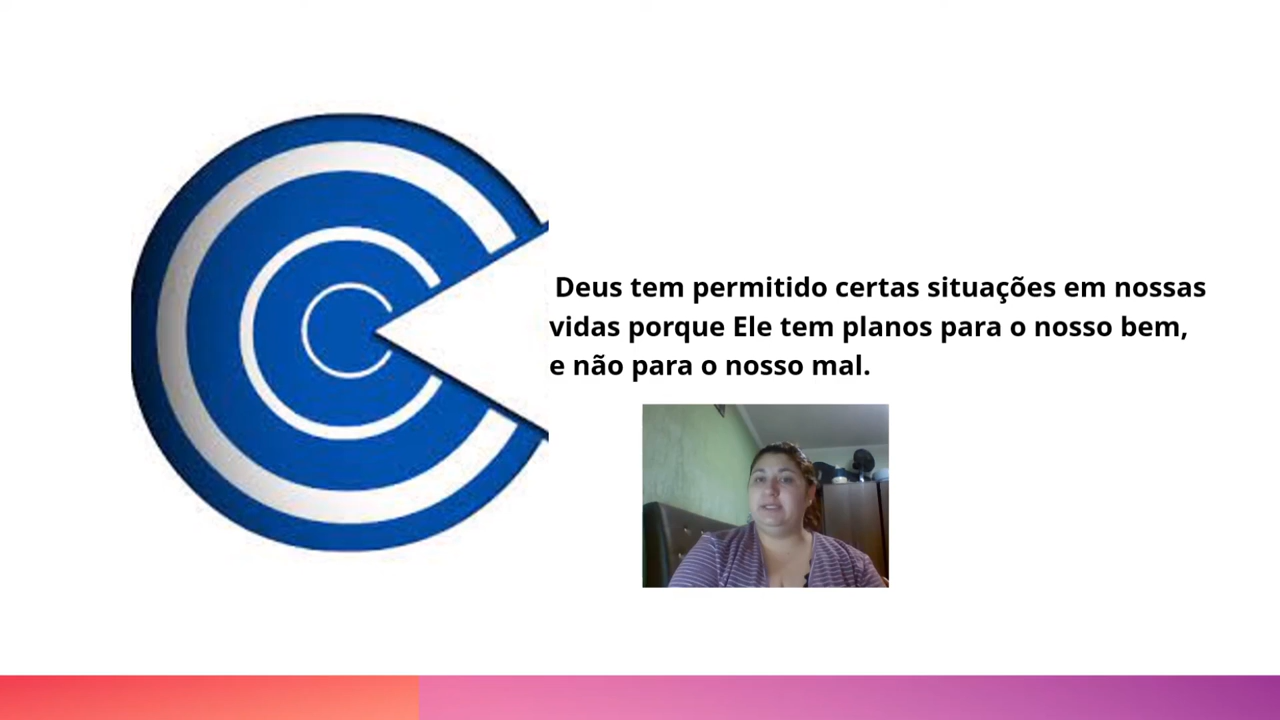 Deus tem permitido certas situações em nossas
vidas porque Ele tem planos para o nosso bem,
e não para o nosso mal.